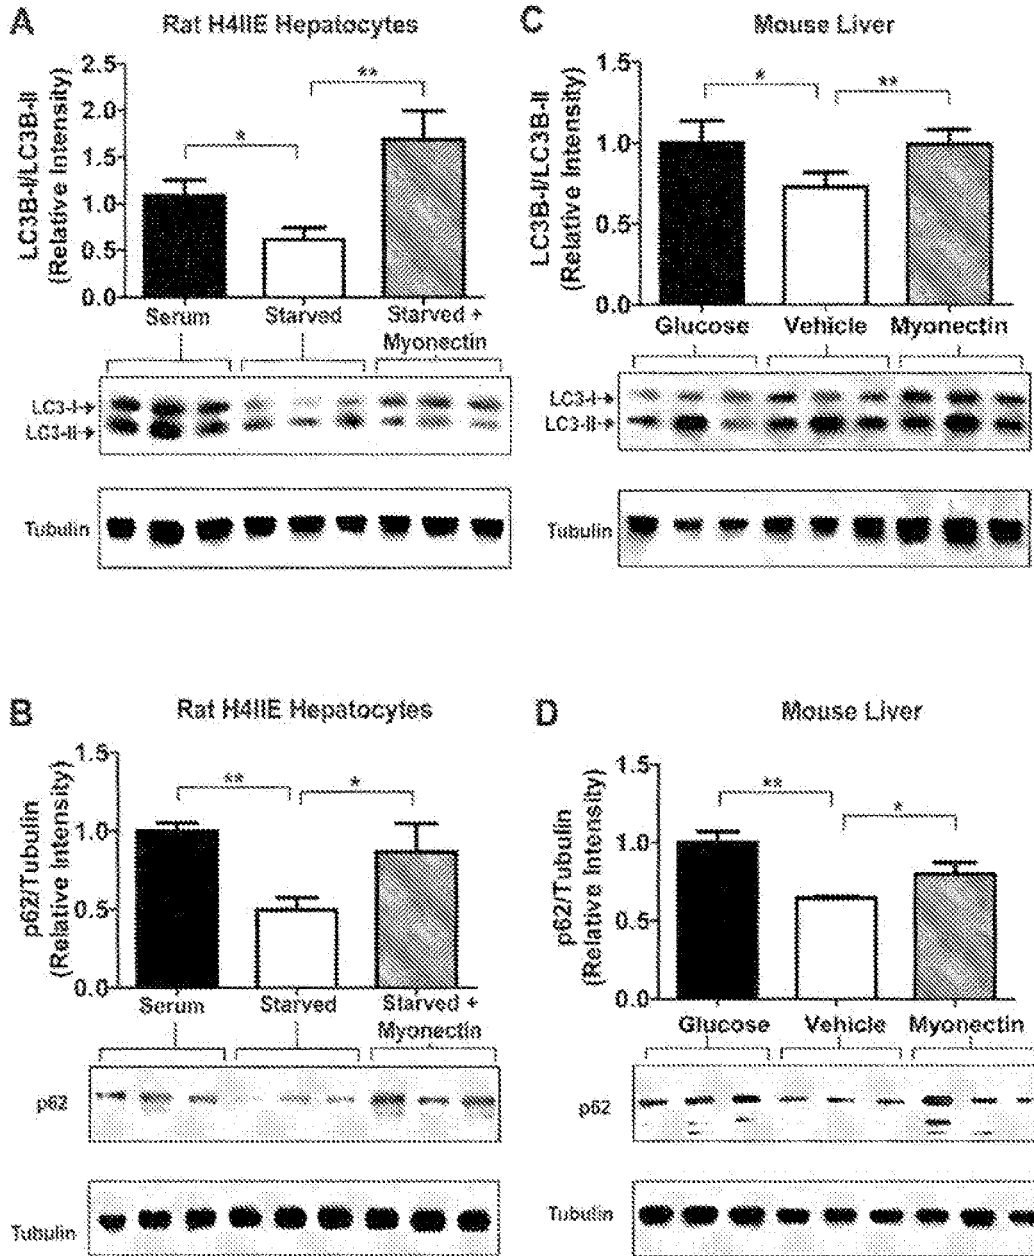 A
Rat H4IIE Hepatocytes
LC3B-I/LC3B-II
(Relative Intensity)
2.5
2.0
1.5
1.0
0.5
0.0
*
**
Serum
Starved
Starved +
Myonectin
LC3-I
LC3-II
Tubulin
C
Mouse Liver
LC3B-I/LC3B-II
(Relative Intensity)
1.5
1.0
0.5
0.0
*
**
Glucose
Vehicle
Myonectin
LC3-I
LC3-II
Tubulin
B
Rat H4IIE Hepatocytes
p62/Tubulin
(Relative Intensity)
1.5
1.0
0.5
0.0
**
*
Serum
Starved
Starved +
Myonectin
p62
Tubulin
D
Mouse Liver
p62/Tubulin
(Relative Intensity)
1.5
1.0
0.5
0.0
**
*
Glucose
Vehicle
Myonectin
p62
Tubulin